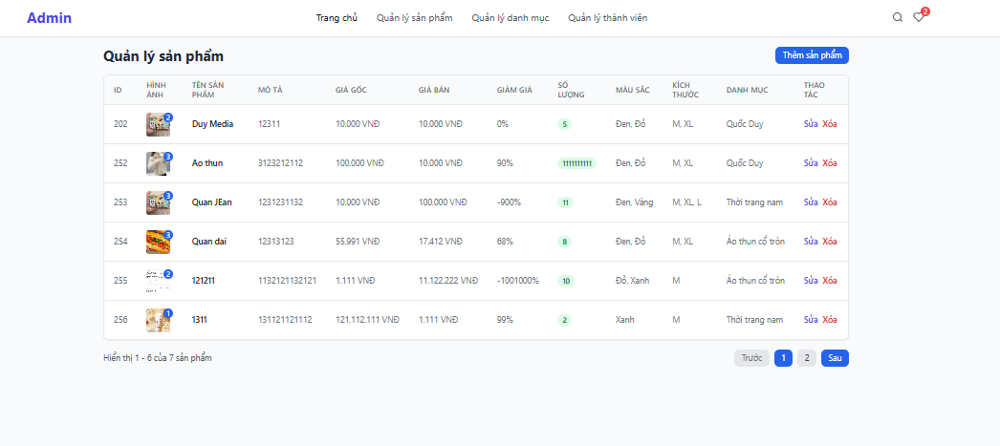 Admin
Trang chủ Quản lý sản phẩm Quản lý danh mục Quản lý thành viên
2
Quản lý sản phẩm
Thêm sản phẩm
ID HÌNH ẢNH TÊN SẢN PHẨM MÔ TẢ GIÁ GỐC GIÁ BÁN GIẢM GIÁ SỐ LƯỢNG MÀU SẮC KÍCH THƯỚC DANH MỤC THAO TÁC
202 2 Duy Media 12311 10.000 VNĐ 10.000 VNĐ 0% 5 Đen, Đỏ M, XL Quốc Duy Sửa Xóa
252 3 Ao thun 3123212112 100.000 VNĐ 10.000 VNĐ 90% 1111111111 Đen, Đỏ M, XL Quốc Duy Sửa Xóa
253 3 Quan JEan 1231231132 10.000 VNĐ 100.000 VNĐ -900% 11 Đen, Vàng M, XL, L Thời trang nam Sửa Xóa
254 3 Quan dai 12313123 55.991 VNĐ 17.412 VNĐ 68% 8 Đen, Đỏ M, XL Áo thun cổ tròn Sửa Xóa
255 2 121211 1132121132121 1.111 VNĐ 11.122.222 VNĐ -1001000% 10 Đỏ, Xanh M Áo thun cổ tròn Sửa Xóa
256 1 1311 131121121112 121.112.111 VNĐ 1.111 VNĐ 99% 2 Xanh M Thời trang nam Sửa Xóa
Hiển thị 1 - 6 của 7 sản phẩm
Trước 1 2 Sau